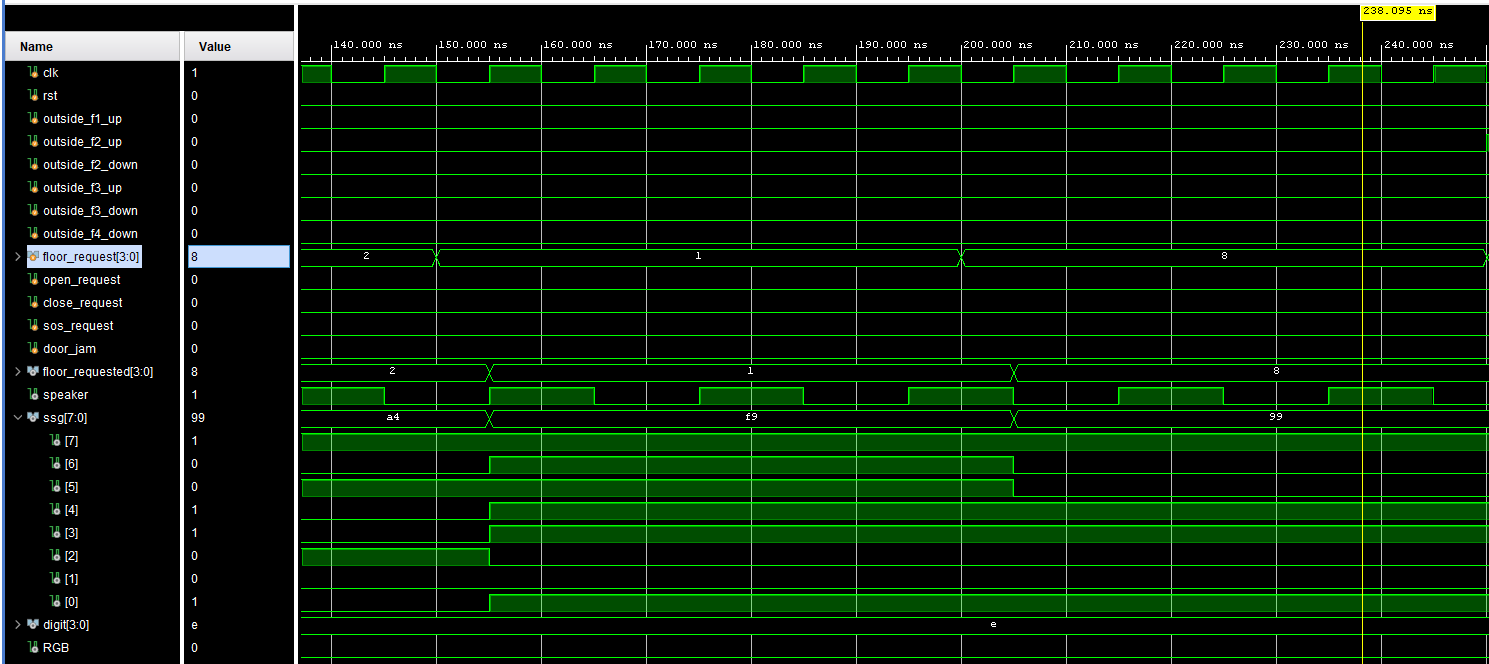 238.095 ns
Name Value
140.000 ns 150.000 ns 160.000 ns 170.000 ns 180.000 ns 190.000 ns 200.000 ns 210.000 ns 220.000 ns 230.000 ns 240.000 ns
clk 1
rst 0
outside_f1_up 0
outside_f2_up 0
outside_f2_down 0
outside_f3_up 0
outside_f3_down 0
outside_f4_down 0
floor_request[3:0] 8 2 1 8
open_request 0
close_request 0
sos_request 0
door_jam 0
floor_requested[3:0] 8 2 1 8
speaker 1
ssg[7:0] 99 a4 f9 99
[7] 1
[6] 0
[5] 0
[4] 1
[3] 1
[2] 0
[1] 0
[0] 1
digit[3:0] e e
RGB 0